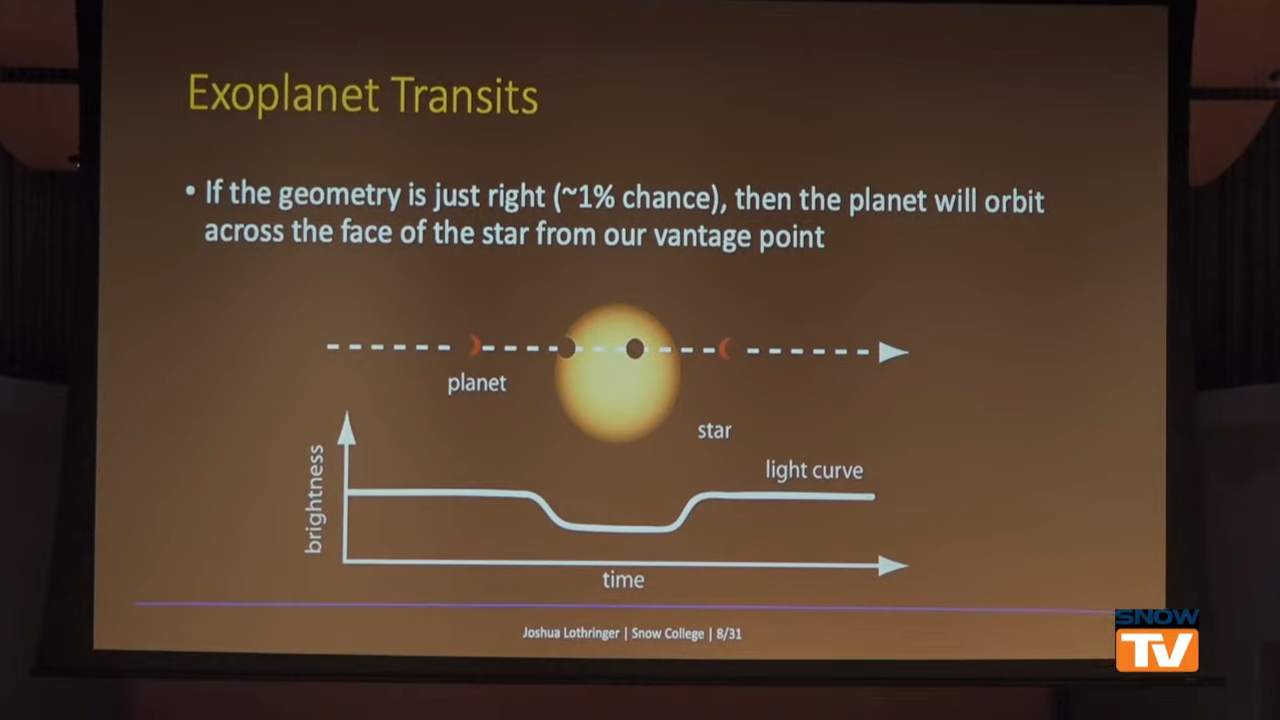 Exoplanet Transits
• If the geometry is just right (~1% chance), then the planet will orbit
across the face of the star from our vantage point
planet
star
light curve
brightness
time
Joshua Lothringer | Snow College | 8/31
SNOW
TV